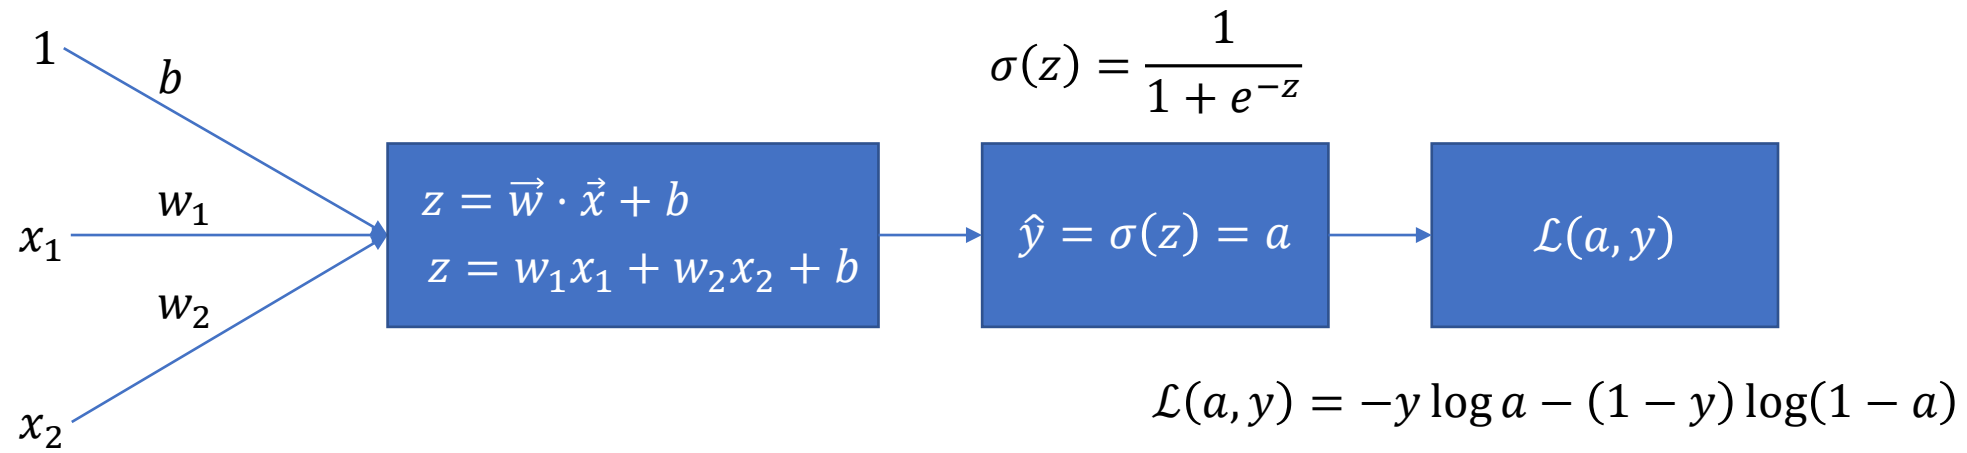 1
b
σ(z) = 1 / (1 + e^{−z})
w₁
x₁
z = w⃗ · x⃗ + b
z = w₁x₁ + w₂x₂ + b
ŷ = σ(z) = a
ℒ(a, y)
w₂
x₂
ℒ(a, y) = −y log a − (1 − y) log(1 − a)